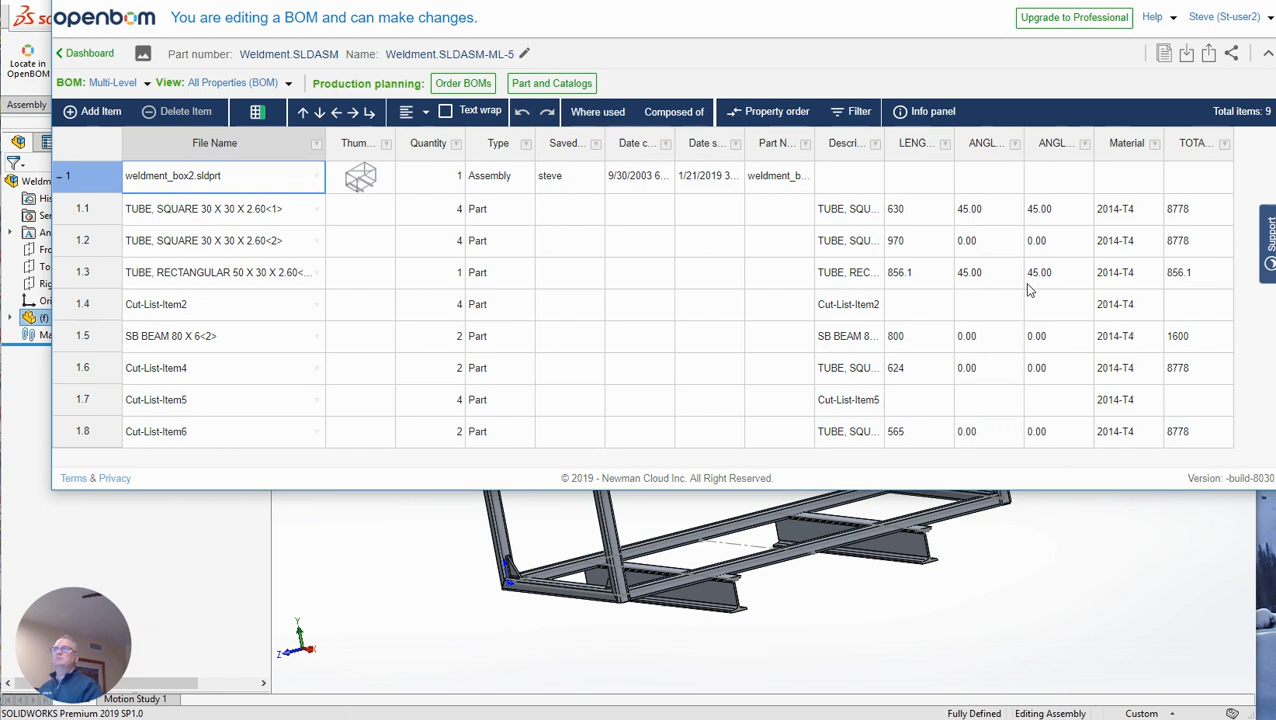 openbom
You are editing a BOM and can make changes.
Upgrade to Professional
Help
Steve (St-user2)
Locate in
OpenBOM
Dashboard
Part number: Weldment.SLDASM Name: Weldment.SLDASM-ML-5
BOM: Multi-Level View: All Properties (BOM) Production planning: Order BOMs Part and Catalogs
Assembly
Add Item Delete Item Text wrap Where used Composed of Property order Filter Info panel Total items: 9
File Name Thum... Quantity Type Saved... Date c... Date s... Part N... Descri... LENG... ANGL... ANGL... Material TOTA...
− 1 weldment_box2.sldprt 1 Assembly steve 9/30/2003 6... 1/21/2019 3... weldment_b...
1.1 TUBE, SQUARE 30 X 30 X 2.60<1> 4 Part TUBE, SQU... 630 45.00 45.00 2014-T4 8778
1.2 TUBE, SQUARE 30 X 30 X 2.60<2> 4 Part TUBE, SQU... 970 0.00 0.00 2014-T4 8778
1.3 TUBE, RECTANGULAR 50 X 30 X 2.60<... 1 Part TUBE, REC... 856.1 45.00 45.00 2014-T4 856.1
1.4 Cut-List-Item2 4 Part Cut-List-Item2 2014-T4
1.5 SB BEAM 80 X 6<2> 2 Part SB BEAM 8... 800 0.00 0.00 2014-T4 1600
1.6 Cut-List-Item4 2 Part TUBE, SQU... 624 0.00 0.00 2014-T4 8778
1.7 Cut-List-Item5 4 Part Cut-List-Item5 2014-T4
1.8 Cut-List-Item6 2 Part TUBE, SQU... 565 0.00 0.00 2014-T4 8778
Support
Terms & Privacy
© 2019 - Newman Cloud Inc. All Right Reserved.
Version: -build-8030
Y
Z
X
Motion Study 1
SOLIDWORKS Premium 2019 SP1.0
Fully Defined Editing Assembly Custom